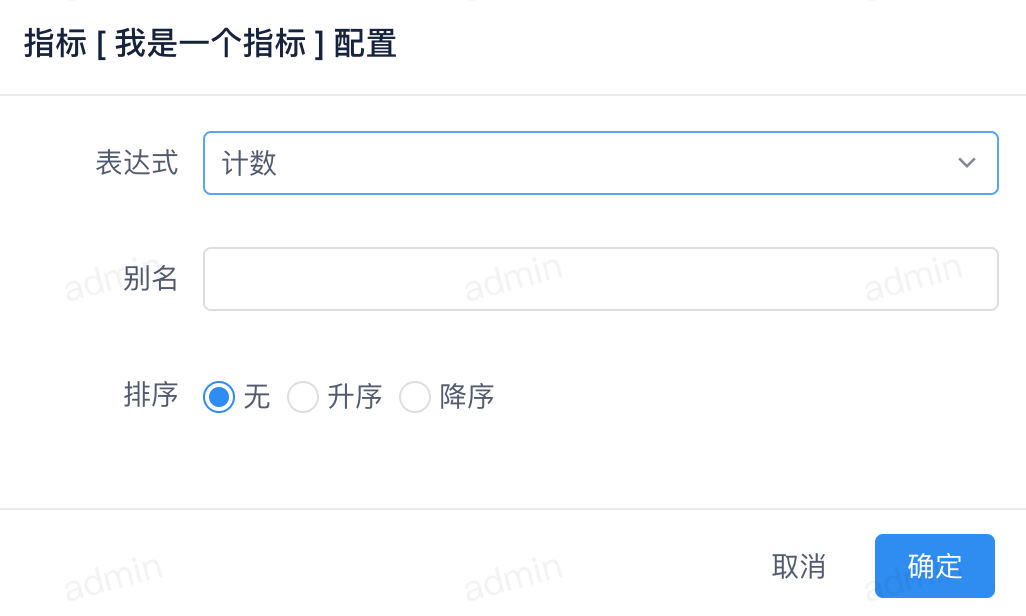 指标 [ 我是一个指标 ] 配置
表达式 计数
别名
admin admin admin
排序 无 升序 降序
取消 确定
admin admin admin